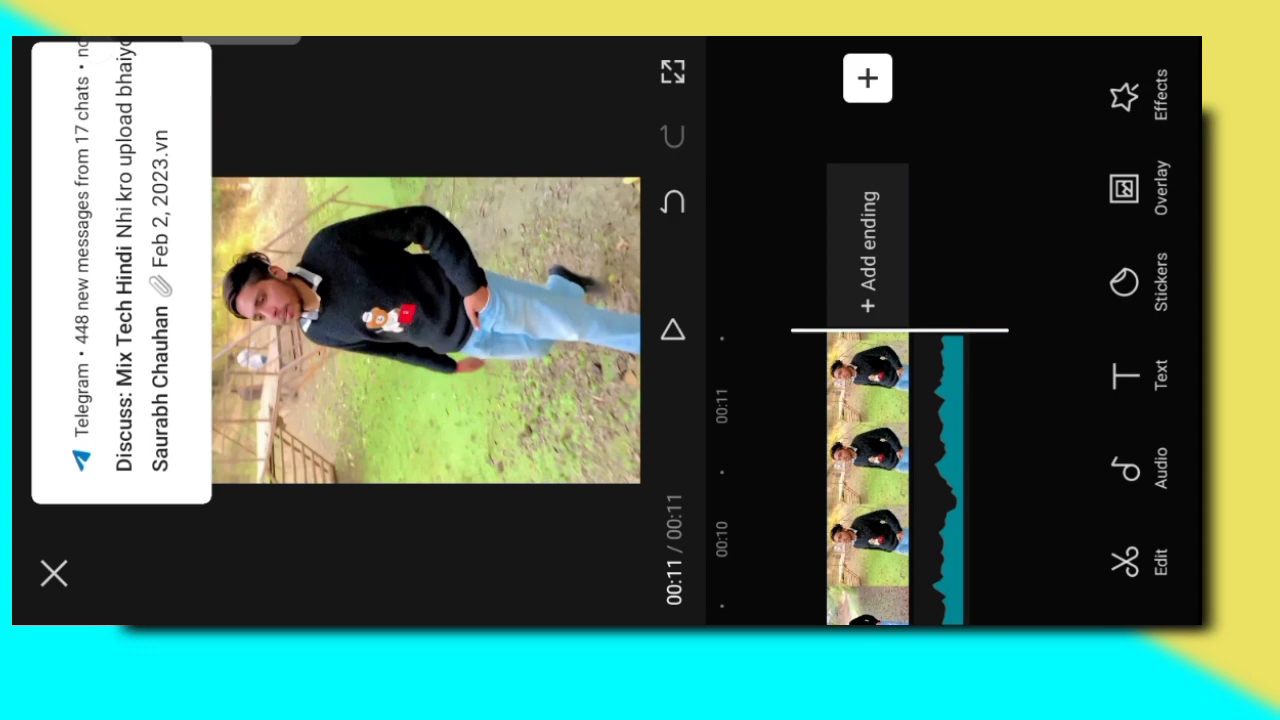 Telegram • 448 new messages from 17 chats •
Discuss: Mix Tech Hindi Nhi kro upload
Saurabh Chauhan Feb 2, 2023.vn
00:11 / 00:11
00:10
00:11
+ Add ending
Edit
Audio
Text
Stickers
Overlay
Effects